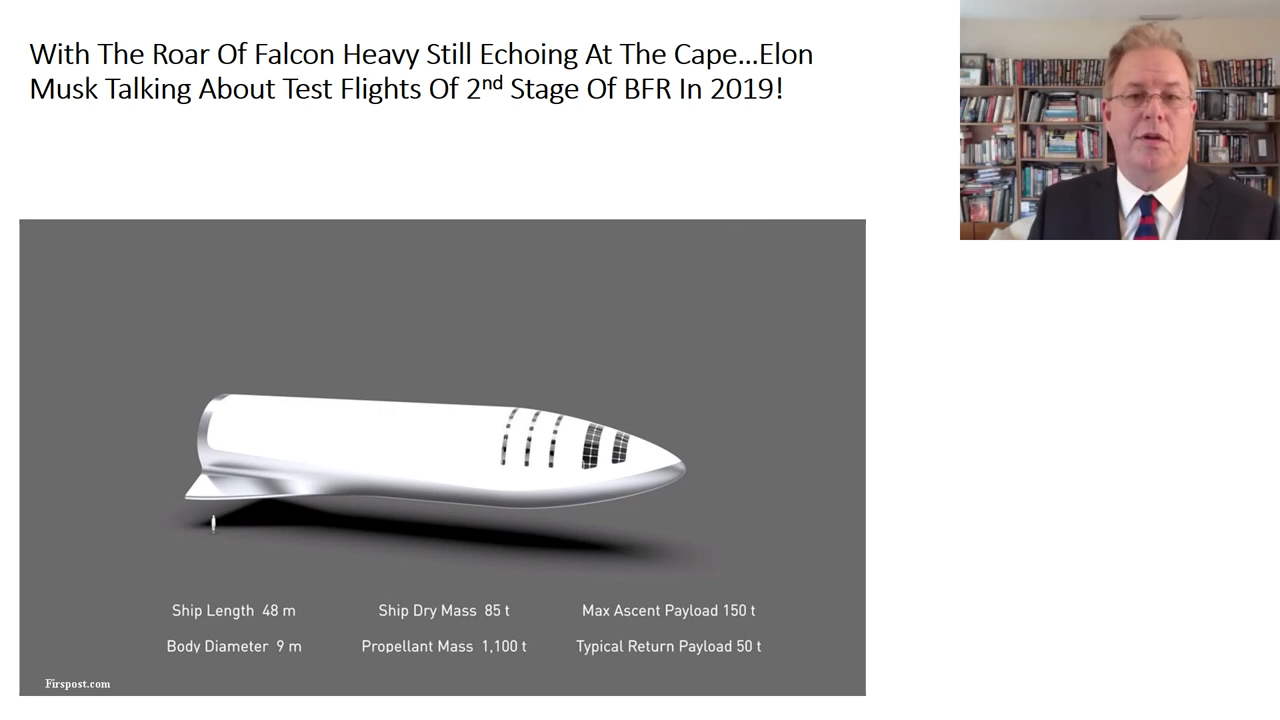 With The Roar Of Falcon Heavy Still Echoing At The Cape...Elon
Musk Talking About Test Flights Of 2nd Stage Of BFR In 2019!
Ship Length 48 m
Ship Dry Mass 85 t
Max Ascent Payload 150 t
Body Diameter 9 m
Propellant Mass 1,100 t
Typical Return Payload 50 t
Firspost.com